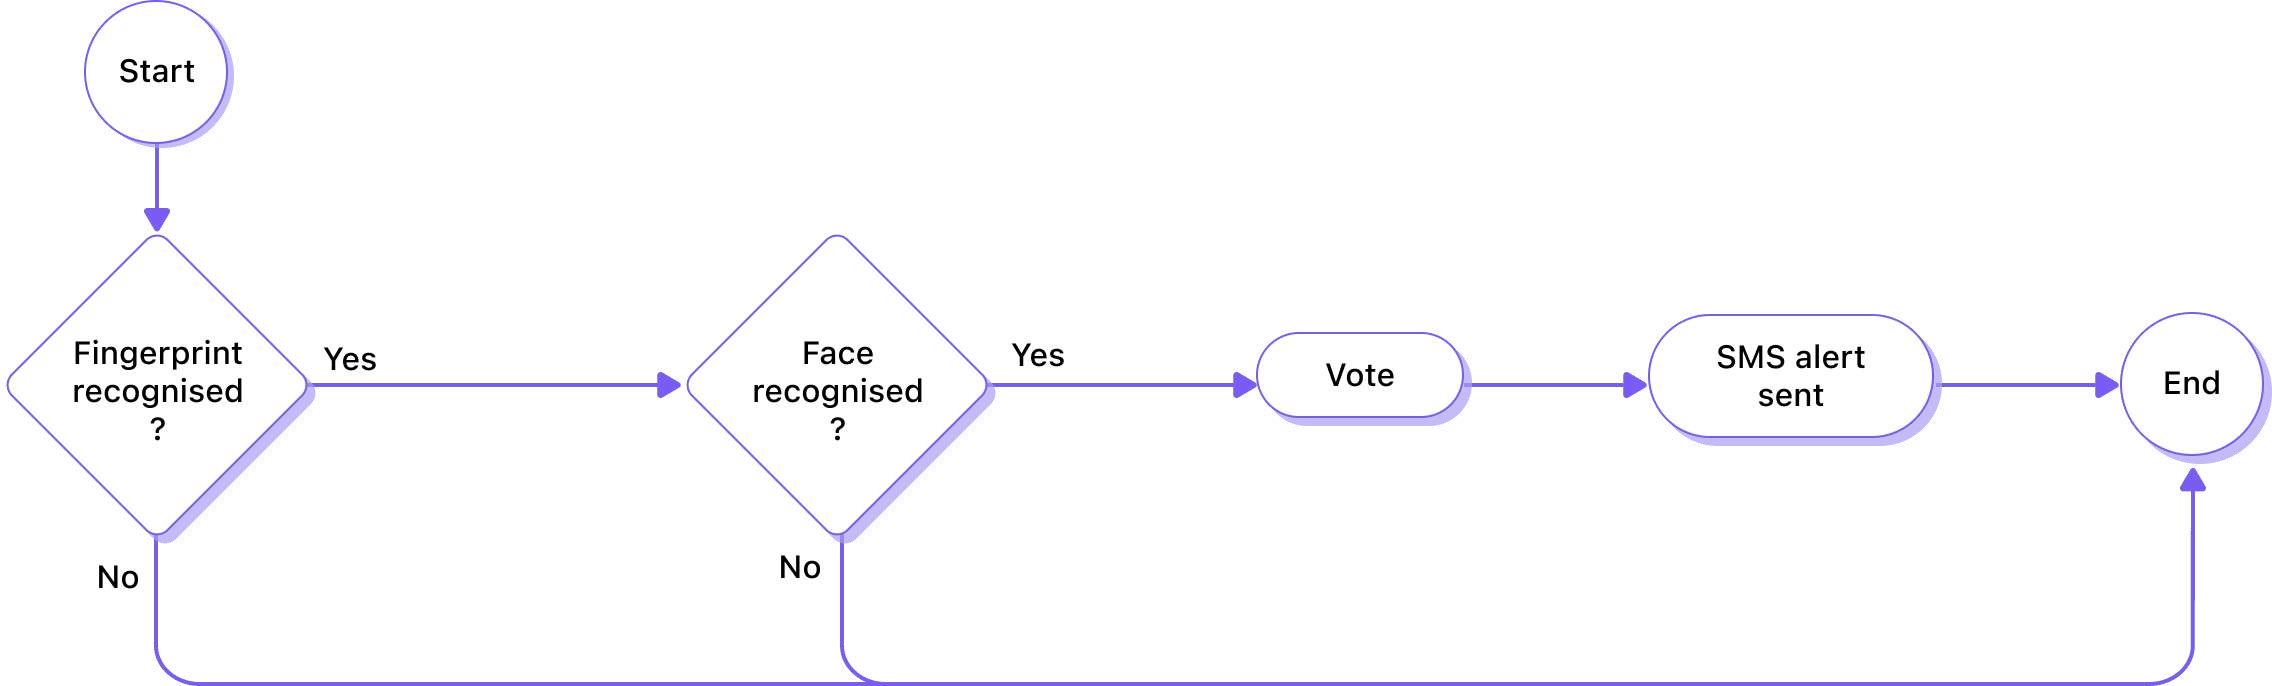 Start
Fingerprint
recognised
?
Yes
No
Face
recognised
?
Yes
No
Vote
SMS alert
sent
End